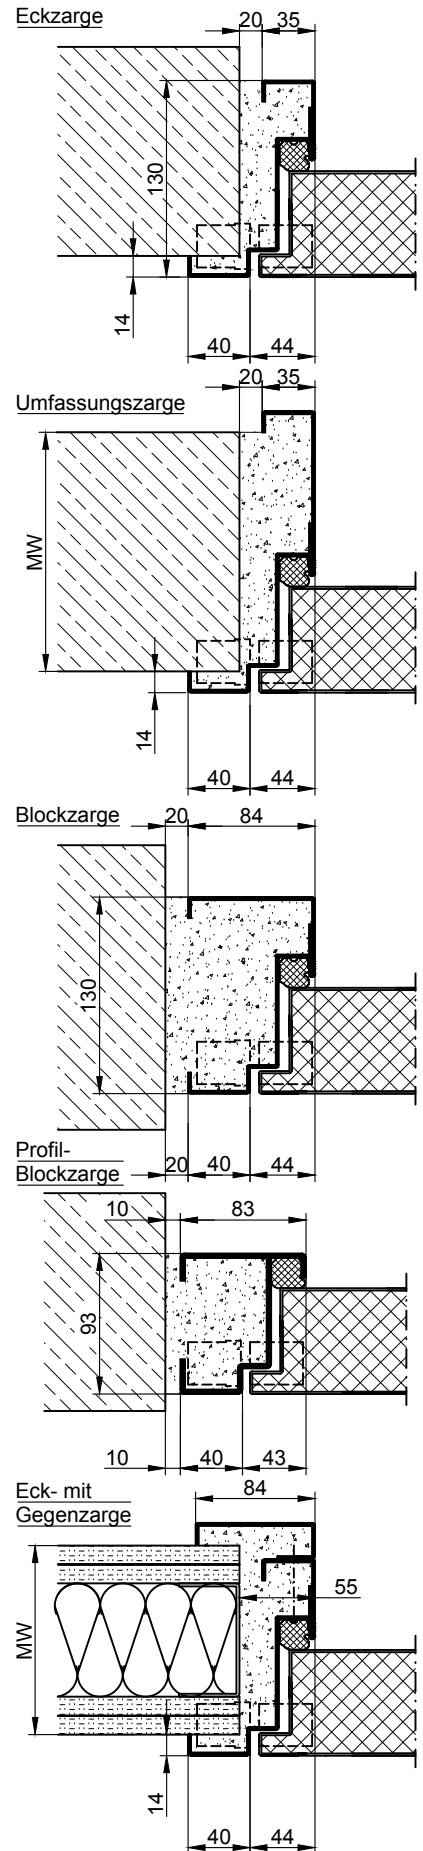 Eckzarge
20 35
130
14
40 44
20 35
Umfassungszarge
MW
14
40 44
Blockzarge
20 84
130
Profil-
Blockzarge
20 40 44
10 83
93
10 40 43
Eck- mit
Gegenzarge
84
55
MW
14
40 44